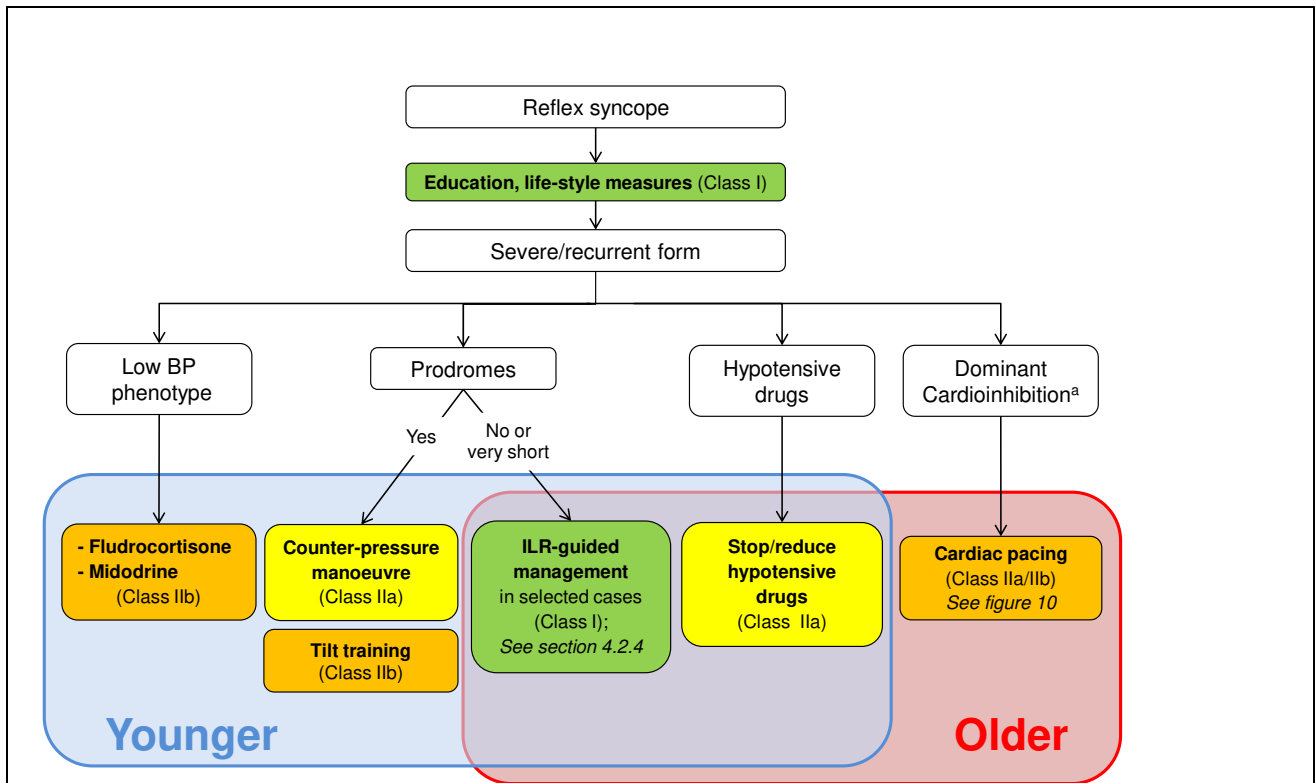 Reflex syncope
Education, life-style measures (Class I)
Severe/recurrent form
Low BP
phenotype
Prodromes
Hypotensive
drugs
Dominant
Cardioinhibitionᵃ
Yes
No or
very short
- Fludrocortisone
- Midodrine
(Class IIb)
Counter-pressure
manoeuvre
(Class IIa)
Tilt training
(Class IIb)
ILR-guided
management
in selected cases
(Class I);
See section 4.2.4
Stop/reduce
hypotensive
drugs
(Class IIa)
Cardiac pacing
(Class IIa/IIb)
See figure 10
Younger
Older